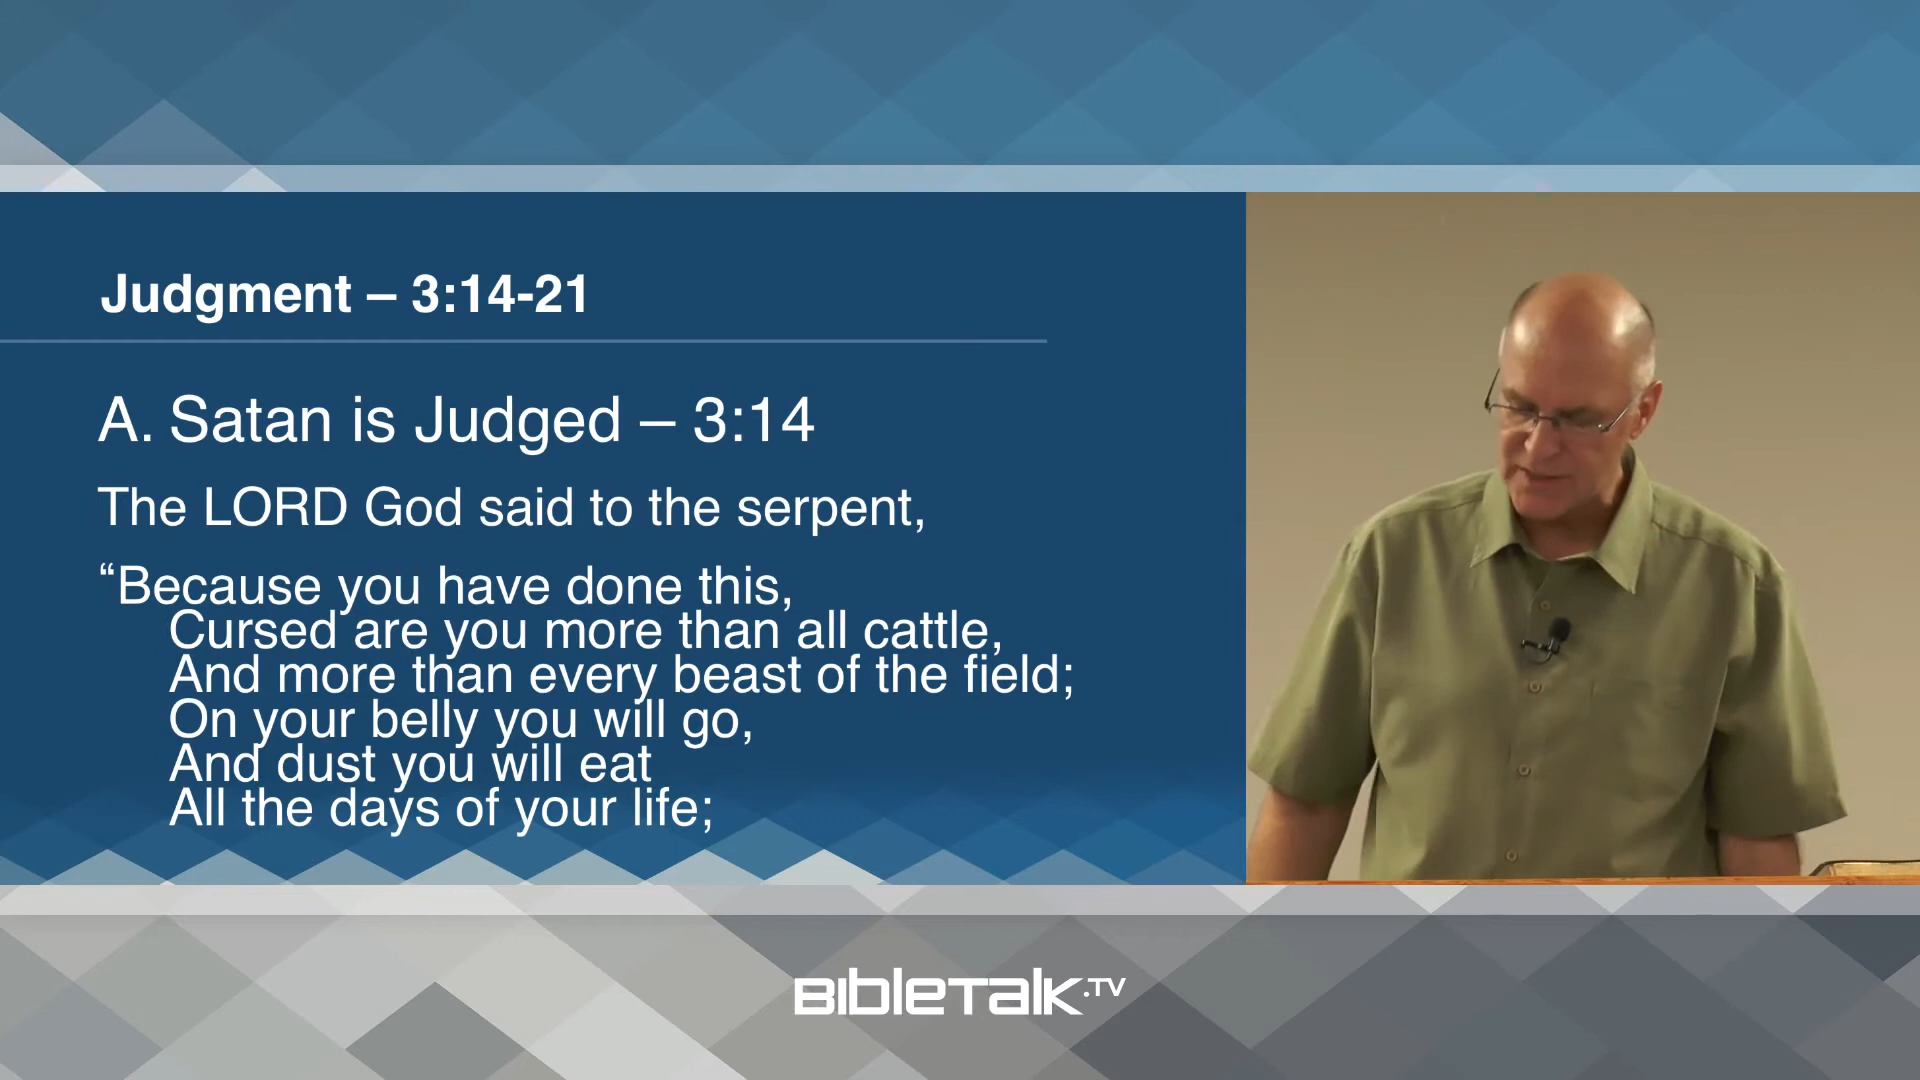 Judgment – 3:14-21
A. Satan is Judged – 3:14
The LORD God said to the serpent,
“Because you have done this,
Cursed are you more than all cattle,
And more than every beast of the field;
On your belly you will go,
And dust you will eat
All the days of your life;
BibleTalk.TV